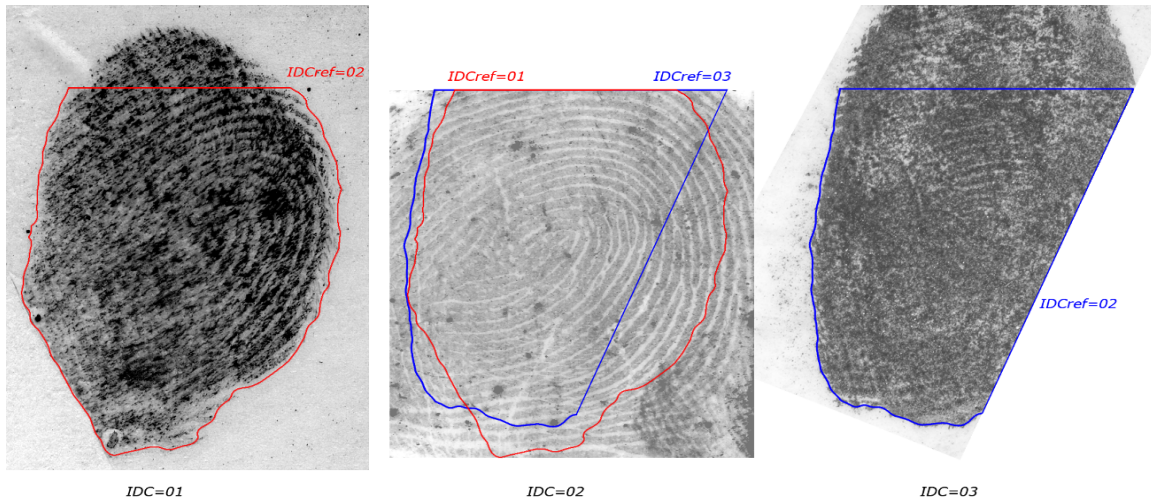 IDCref=02
IDCref=01
IDCref=03
IDCref=02
IDC=01
IDC=02
IDC=03